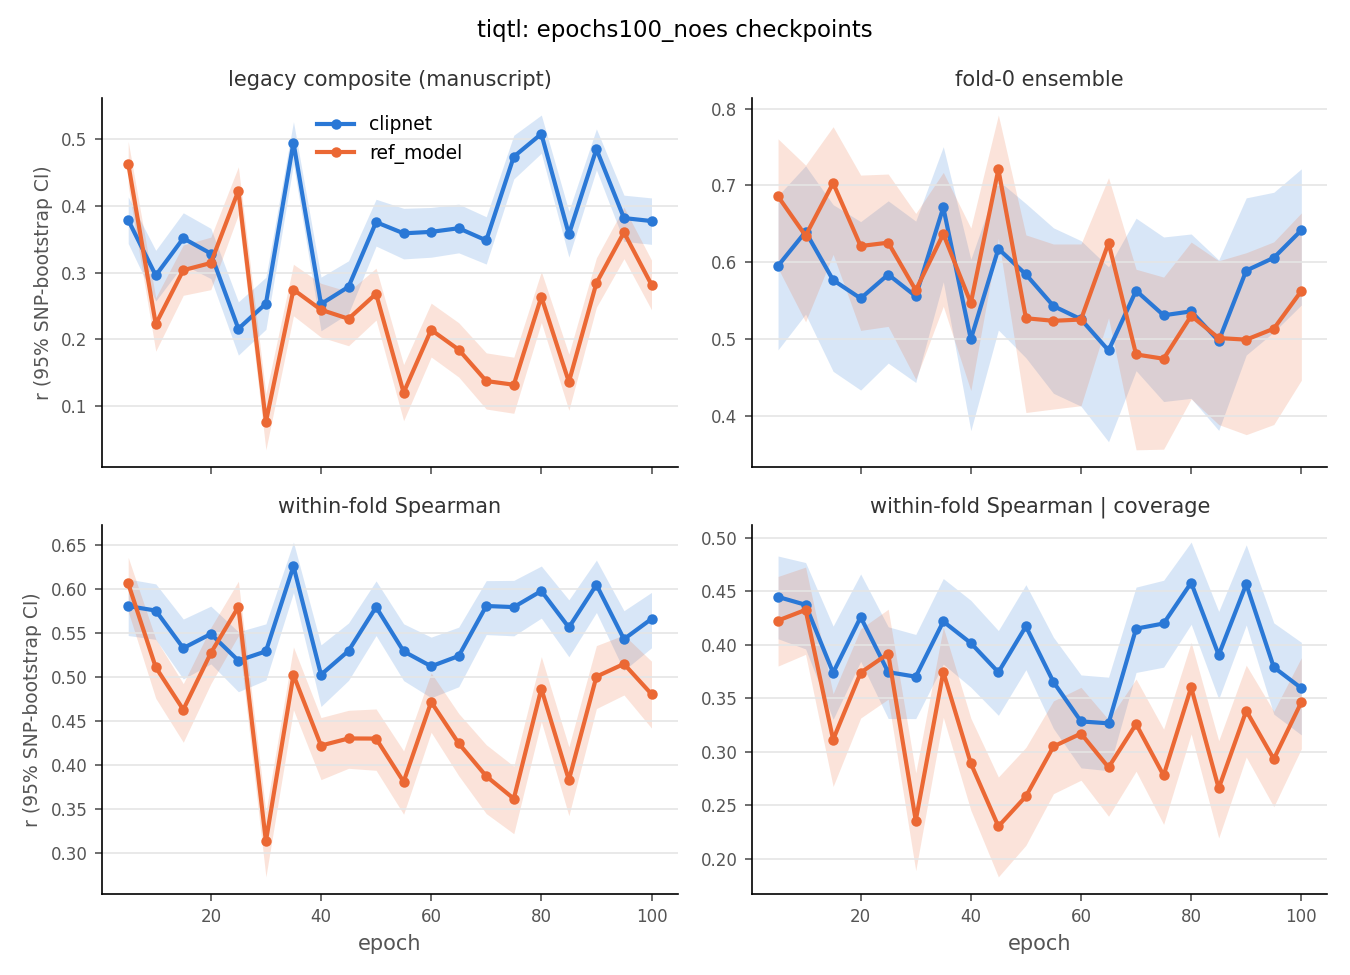 tiqtl: epochs100_noes checkpoints
legacy composite (manuscript)
fold-0 ensemble
clipnet
ref_model
r (95% SNP-bootstrap CI)
0.5
0.4
0.3
0.2
0.1
0.8
0.7
0.6
0.5
0.4
within-fold Spearman
within-fold Spearman | coverage
r (95% SNP-bootstrap CI)
0.65
0.60
0.55
0.50
0.45
0.40
0.35
0.30
0.50
0.45
0.40
0.35
0.30
0.25
0.20
20 40 60 80 100
20 40 60 80 100
epoch
epoch